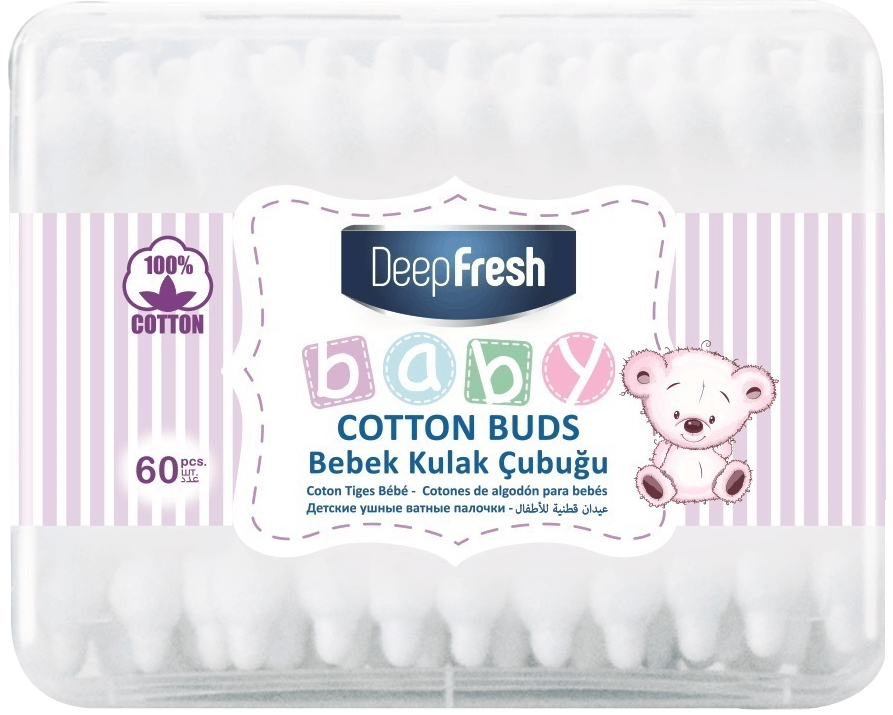 DeepFresh
100%
COTTON
baby
COTTON BUDS
Bebek Kulak Çubuğu
60 pcs.
шт.
عدد
Coton Tiges Bébé - Cotones de algodón para bebés
Детские ушные ватные палочки - عيدان قطنية للأطفال